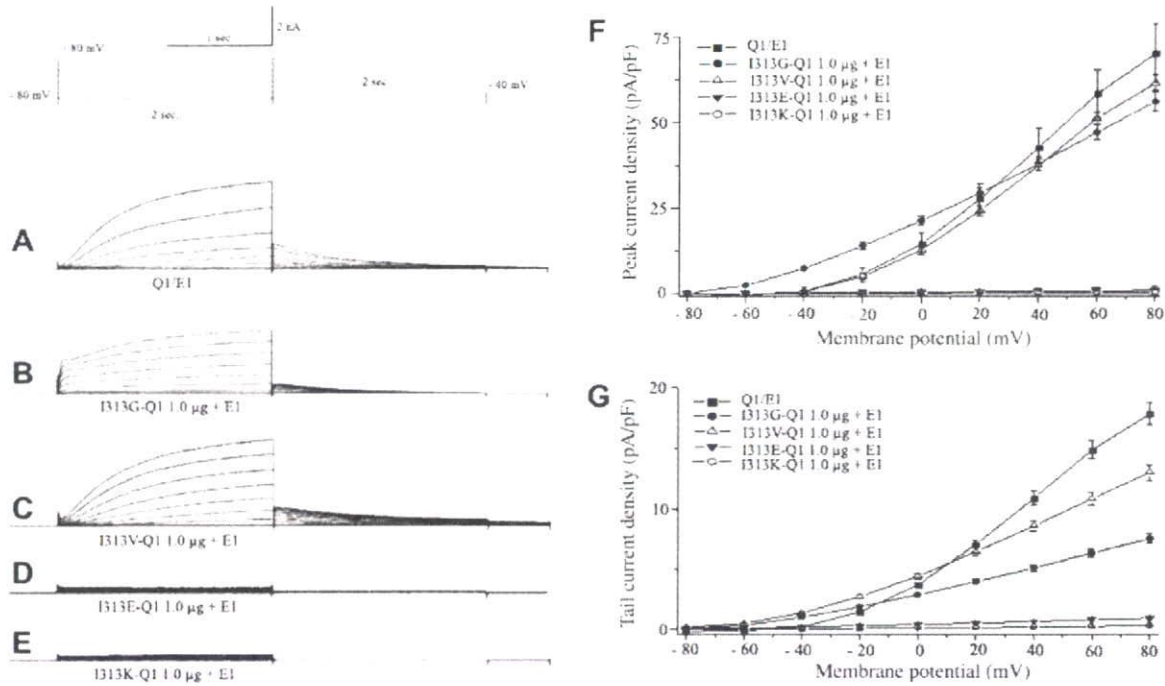 1 sec
2 nA
- 80 mV
- 80 mV
2 sec
- 40 mV
2 sec.
A
Q1/E1
B
I313G-Q1 1.0 µg + E1
C
I313V-Q1 1.0 µg + E1
D
I313E-Q1 1.0 µg + E1
E
I313K-Q1 1.0 µg + E1
F
Q1/E1
I313G-Q1 1.0 µg + E1
I313V-Q1 1.0 µg + E1
I313E-Q1 1.0 µg + E1
I313K-Q1 1.0 µg + E1
Peak current density (pA/pF)
75
50
25
0
- 80 - 60 - 40 - 20 0 20 40 60 80
Membrane potential (mV)
G
Q1/E1
I313G-Q1 1.0 µg + E1
I313V-Q1 1.0 µg + E1
I313E-Q1 1.0 µg + E1
I313K-Q1 1.0 µg + E1
Tail current density (pA/pF)
20
10
0
- 80 - 60 - 40 - 20 0 20 40 60 80
Membrane potential (mV)